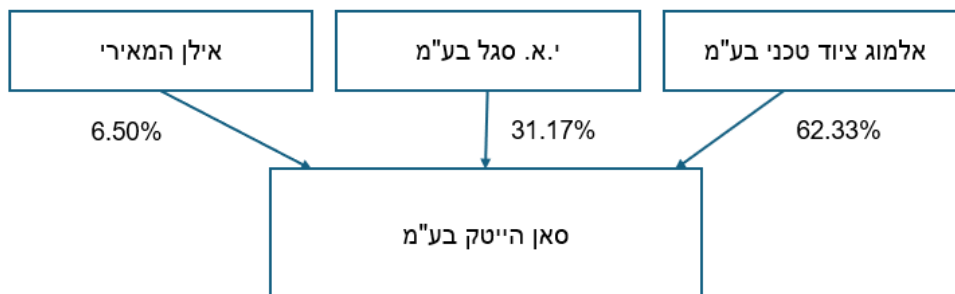 אלמוג ציוד טכני בע"מ
י.א. סגל בע"מ
אילן המאירי
62.33%
31.17%
6.50%
סאן הייטק בע"מ